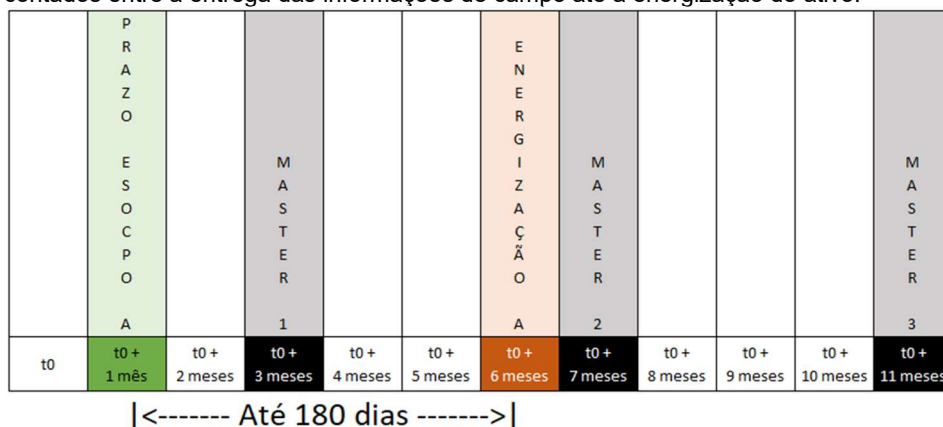 contados entre a entrega das informações de campo até a energização do ativo.
PRAZO ESOCPO A
MASTER 1
ENERGIZAÇÃO A
MASTER 2
MASTER 3
t0
t0 +
1 mês
t0 +
2 meses
t0 +
3 meses
t0 +
4 meses
t0 +
5 meses
t0 +
6 meses
t0 +
7 meses
t0 +
8 meses
t0 +
9 meses
t0 +
10 meses
t0 +
11 meses
|<------- Até 180 dias ------->|